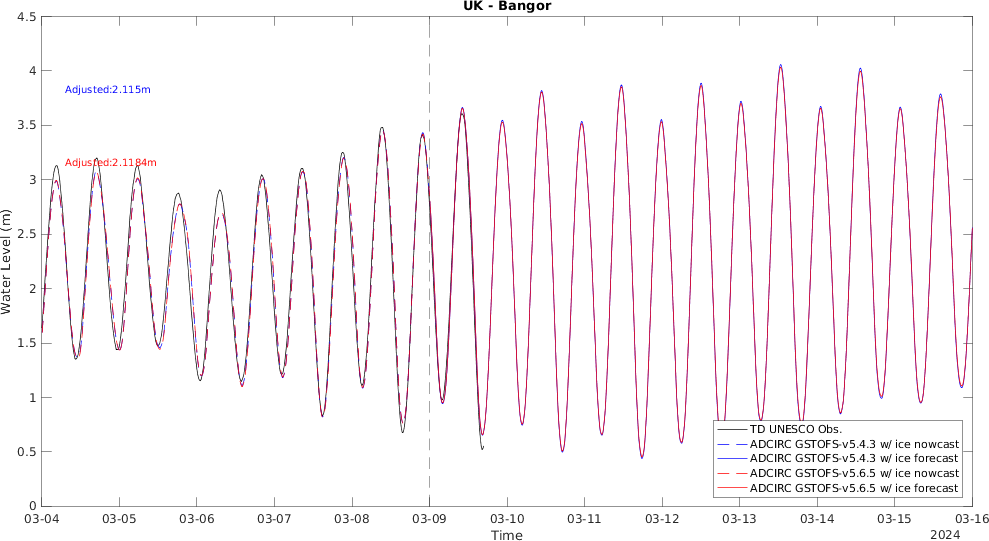 UK - Bangor
4.5
4
3.5
3
2.5
2
1.5
1
0.5
0
Water Level (m)
Adjusted:2.115m
Adjusted:2.1184m
TD UNESCO Obs.
ADCIRC GSTOFS-v5.4.3 w/ ice nowcast
ADCIRC GSTOFS-v5.4.3 w/ ice forecast
ADCIRC GSTOFS-v5.6.5 w/ ice nowcast
ADCIRC GSTOFS-v5.6.5 w/ ice forecast
03-04 03-05 03-06 03-07 03-08 03-09 03-10 03-11 03-12 03-13 03-14 03-15 03-16
Time
2024